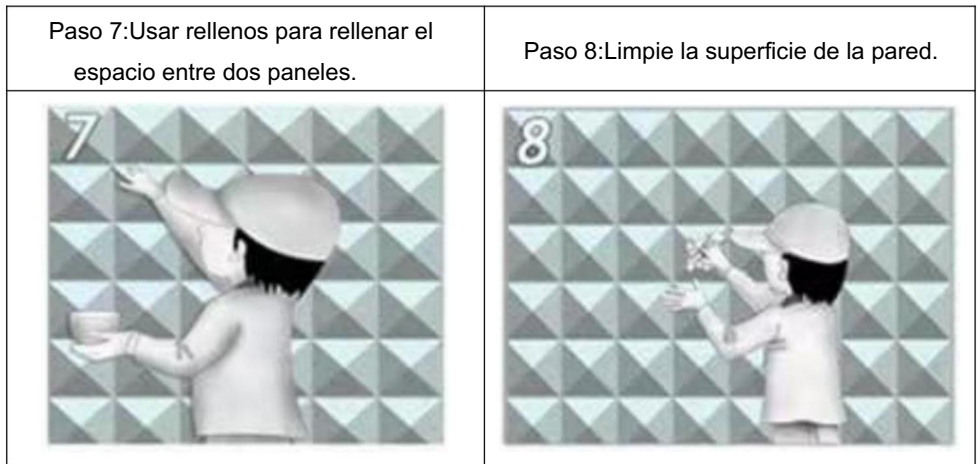 Paso 7:Usar rellenos para rellenar el
espacio entre dos paneles.
Paso 8:Limpie la superficie de la pared.
7
8